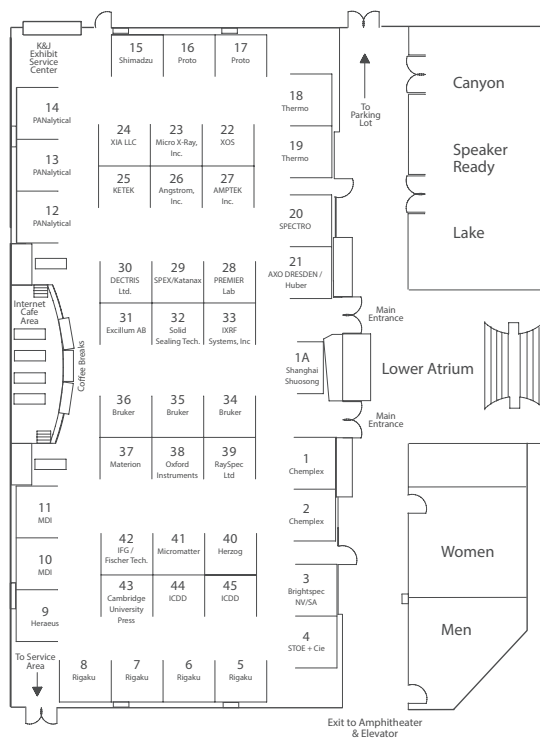 K&J
Exhibit
Service
Center
15
Shimadzu
16
Proto
17
Proto
To
Parking
Lot
Canyon
Speaker
Ready
Lake
14
PANalytical
13
PANalytical
12
PANalytical
18
Thermo
19
Thermo
20
SPECTRO
21
AXO DRESDEN /
Huber
24
XIA LLC
23
Micro X-Ray,
Inc.
22
XOS
25
KETEK
26
Angstrom,
Inc.
27
AMPTEK
Inc.
30
DECTRIS
Ltd.
29
SPEX/Katanax
28
PREMIER
Lab
31
Excillum AB
32
Solid
Sealing Tech.
33
IXRF
Systems, Inc
Internet
Cafe
Area
Coffee Breaks
Main
Entrance
1A
Shanghai
Shuosong
Lower Atrium
Main
Entrance
36
Bruker
35
Bruker
34
Bruker
37
Materion
38
Oxford
Instruments
39
RaySpec
Ltd
1
Chemplex
2
Chemplex
3
Brightspec
NV/SA
4
STOE + Cie
11
MDI
10
MDI
9
Heraeus
42
IFG /
Fischer Tech.
41
Micromatter
40
Herzog
43
Cambridge
University
Press
44
ICDD
45
ICDD
Women
Men
To Service
Area
8
Rigaku
7
Rigaku
6
Rigaku
5
Rigaku
Exit to Amphitheater
& Elevator